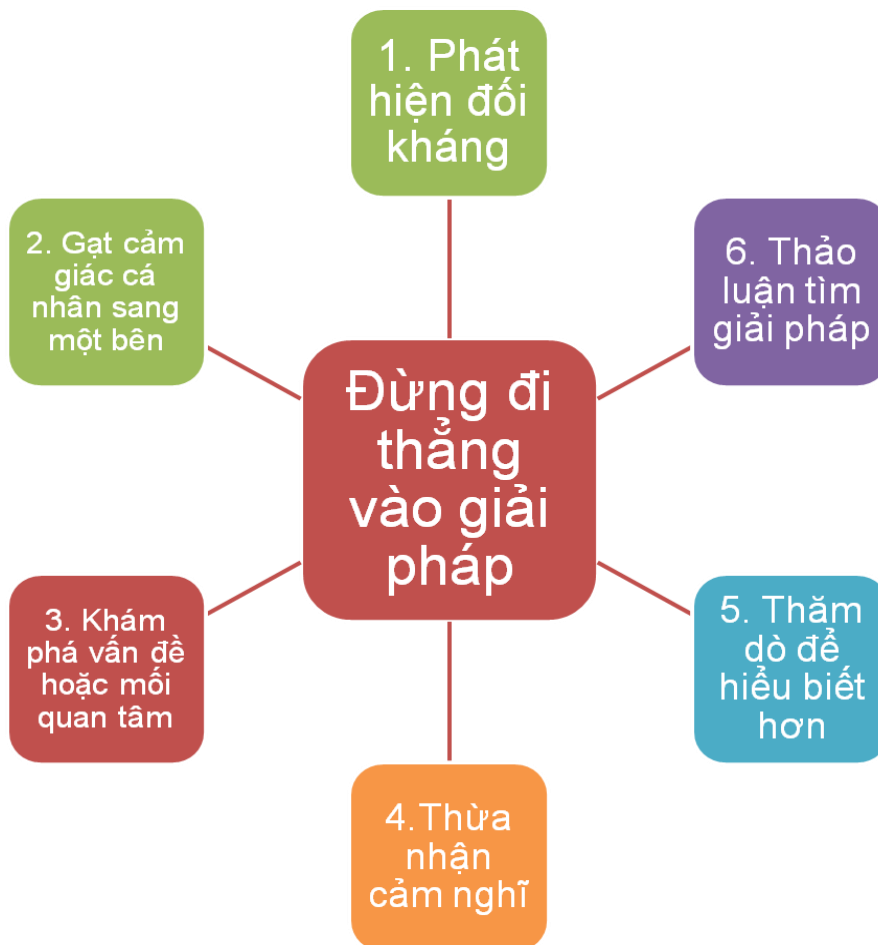 1. Phát
hiện đối
kháng
2. Gạt cảm
giác cá
nhân sang
một bên
3. Khám
phá vấn đề
hoặc mối
quan tâm
4.Thừa
nhận
cảm nghĩ
5. Thăm
dò để
hiểu biết
hơn
6. Thảo
luận tìm
giải pháp
Đừng đi
thẳng
vào giải
pháp